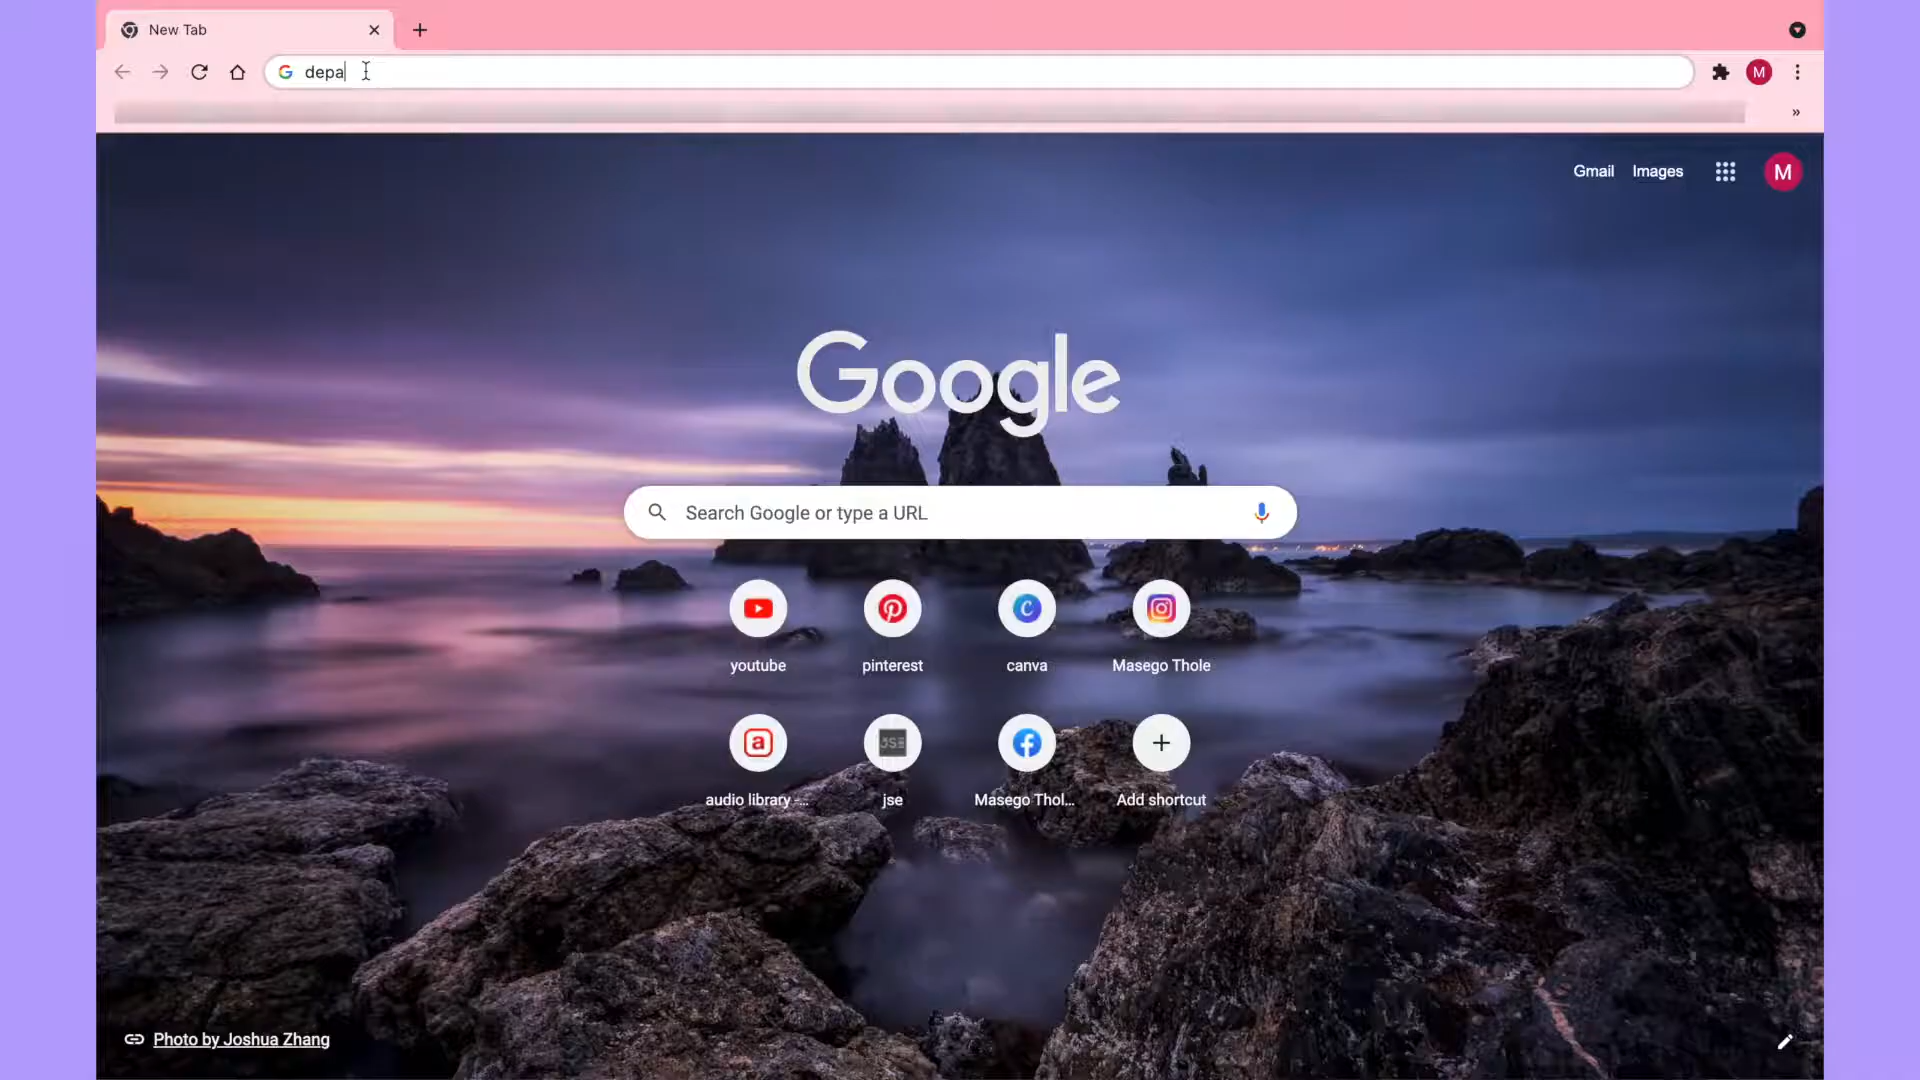 New Tab
depa
M
»
Gmail Images
M
Google
Search Google or type a URL
youtube pinterest canva Masego Thole
a JSE
audio library -... jse Masego Thol... Add shortcut
Photo by Joshua Zhang